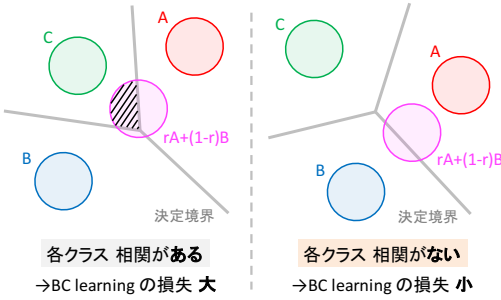 C
A
B
rA+(1-r)B
決定境界
各クラス 相関がある
→BC learning の損失 大
C
A
B
rA+(1-r)B
決定境界
各クラス 相関がない
→BC learning の損失 小